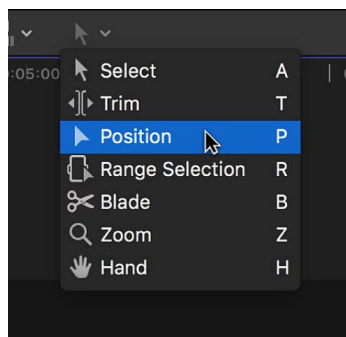 :05:00
Select A
Trim T
Position P
Range Selection R
Blade B
Zoom Z
Hand H